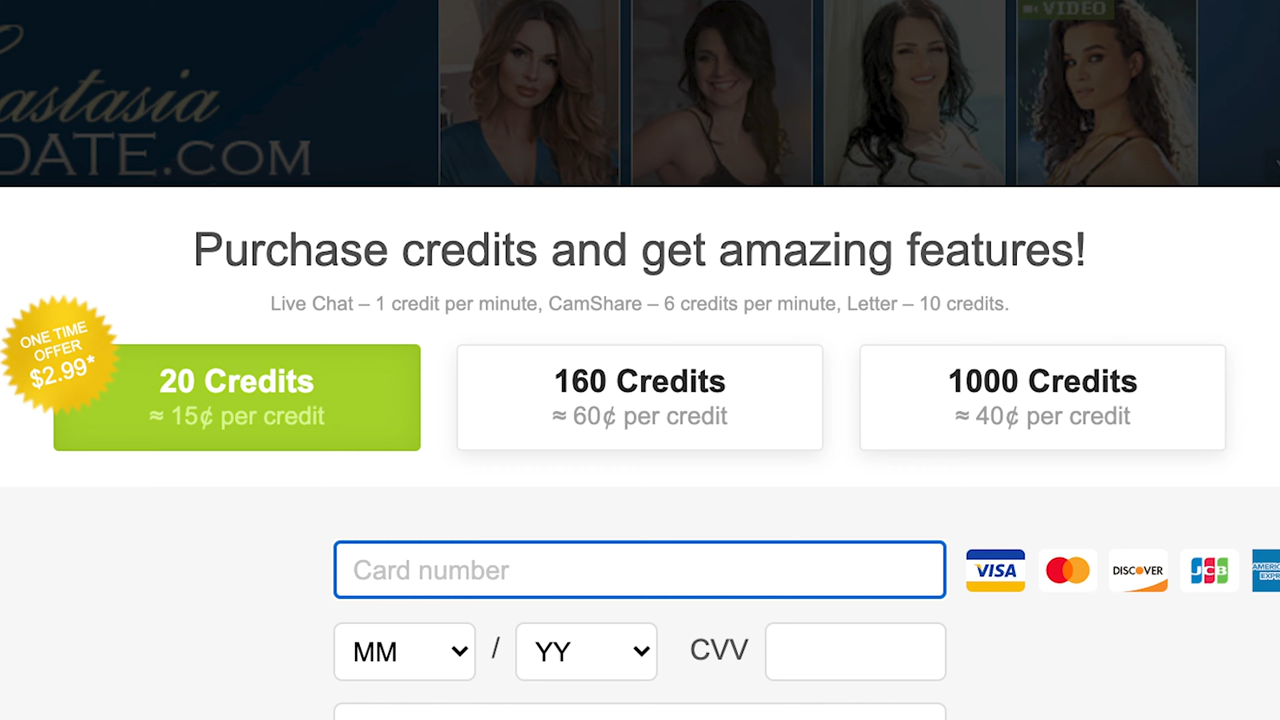 VIDEO
astasia
DATE.COM
Purchase credits and get amazing features!
Live Chat – 1 credit per minute, CamShare – 6 credits per minute, Letter – 10 credits.
ONE TIME
OFFER
$2.99*
20 Credits
≈ 15¢ per credit
160 Credits
≈ 60¢ per credit
1000 Credits
≈ 40¢ per credit
Card number
VISA
DISCOVER
JCB
AMERIC
EXPR
MM / YY CVV